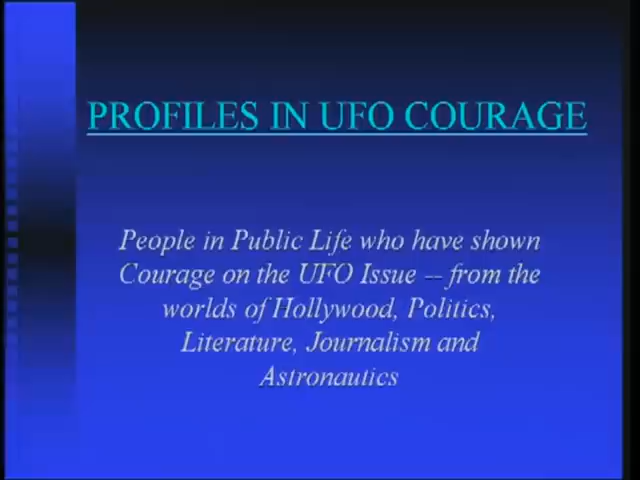 PROFILES IN UFO COURAGE
People in Public Life who have shown
Courage on the UFO Issue -- from the
worlds of Hollywood, Politics,
Literature, Journalism and
Astronautics